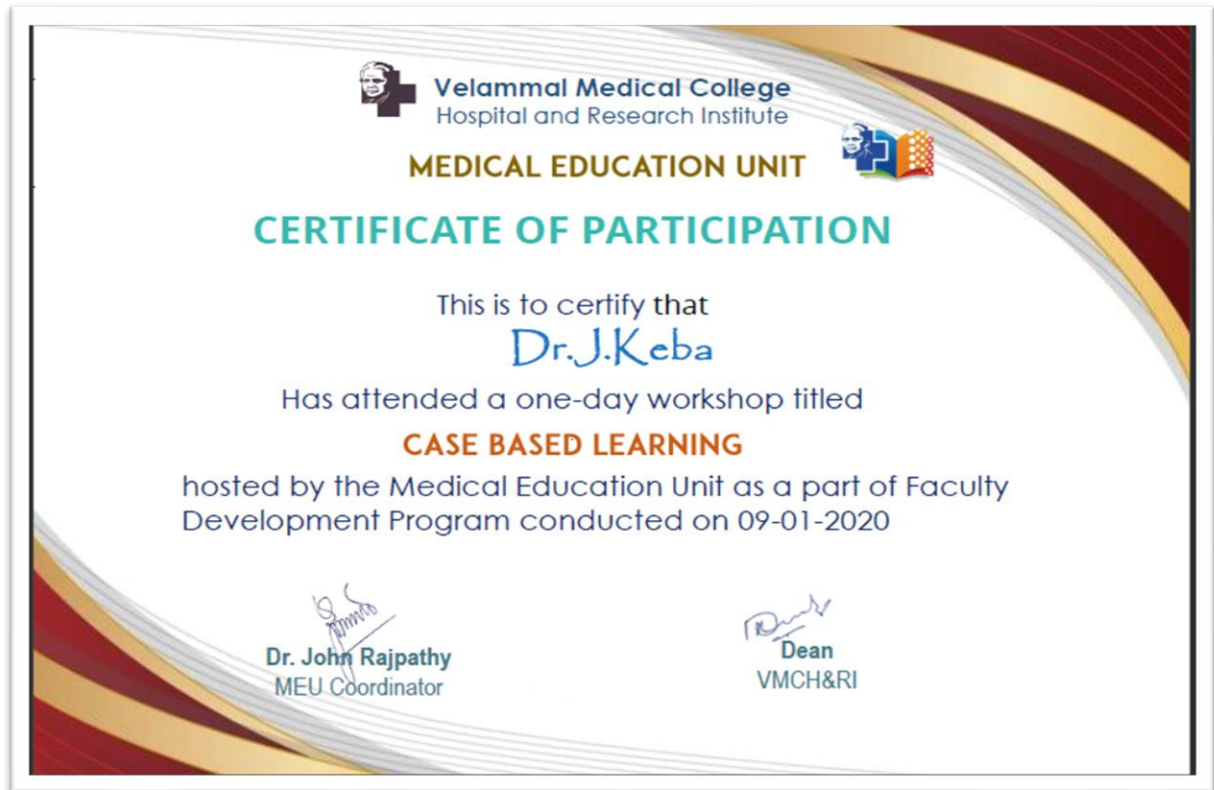 Velammal Medical College
Hospital and Research Institute
MEDICAL EDUCATION UNIT
CERTIFICATE OF PARTICIPATION
This is to certify that
Dr.J.Keba
Has attended a one-day workshop titled
CASE BASED LEARNING
hosted by the Medical Education Unit as a part of Faculty
Development Program conducted on 09-01-2020
Dr. John Rajpathy
MEU Coordinator
Dean
VMCH&RI